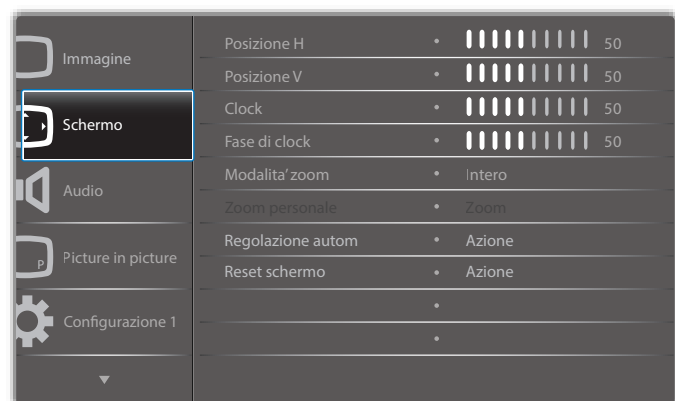 Immagine
Schermo
Audio
P
Picture in picture
Configurazione 1
Posizione H • 50
Posizione V • 50
Clock • 50
Fase di clock • 50
Modalita’ zoom • Intero
Zoom personale • Zoom
Regolazione autom • Azione
Reset schermo • Azione
•
•